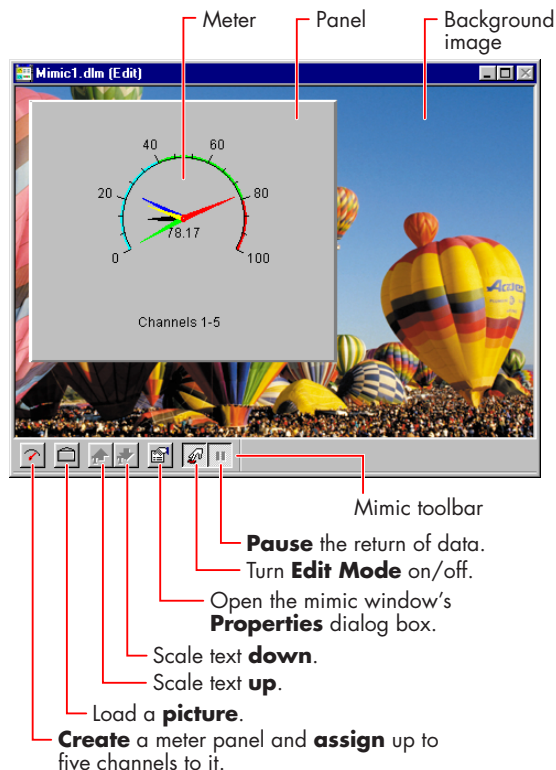 Meter
Panel
Background
image
Mimic1.dlm (Edit)
40
60
20
80
78.17
0
100
Channels 1-5
Mimic toolbar
Pause the return of data.
Turn Edit Mode on/off.
Open the mimic window's
Properties dialog box.
Scale text down.
Scale text up.
Load a picture.
Create a meter panel and assign up to
five channels to it.